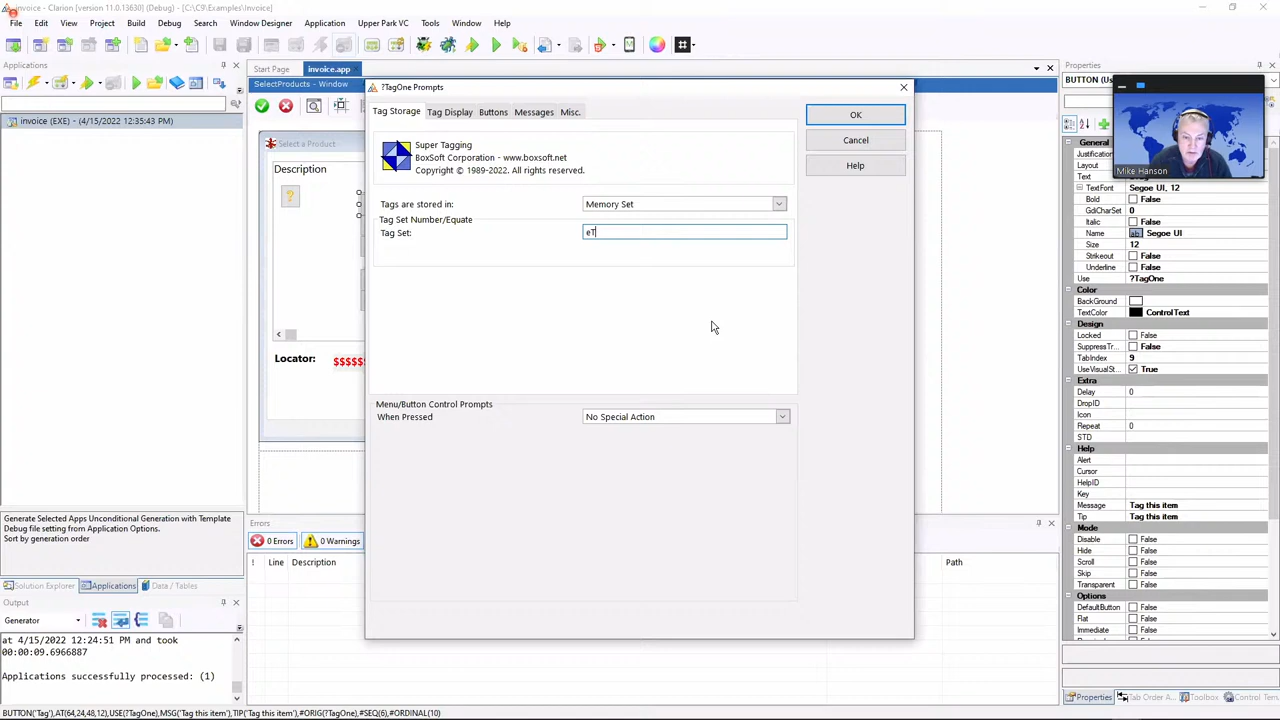 invoice - Clarion (version 11.0.13630) (Debug) - [C:\C9\Examples\Invoice]
File Edit View Project Build Debug Search Window Designer Application Upper Park VC Tools Window Help
Applications
invoice (EXE) - (4/15/2022 12:35:43 PM)
Generate Selected Apps Unconditional Generation with Template
Debug file setting from Application Options.
Sort by generation order
Solution Explorer Applications Data / Tables
Output
Generator
at 4/15/2022 12:24:51 PM and took
00:00:09.6966887
Applications successfully processed: (1)
Start Page invoice.app
SelectProducts - Window
Select a Product
Description
Locator: $$$$$
?TagOne Prompts
Tag Storage Tag Display Buttons Messages Misc.
Super Tagging
BoxSoft Corporation - www.boxsoft.net
Copyright © 1989-2022. All rights reserved.
Tags are stored in: Memory Set
Tag Set Number/Equate
Tag Set: eT
Menu/Button Control Prompts
When Pressed No Special Action
OK
Cancel
Help
Errors
0 Errors 0 Warnings
! Line Description Path
Properties
General
Justification
Layout
Text
TextFont Segoe UI, 12
Bold False
GdiCharSet 0
Italic False
Name ab Segoe UI
Size 12
Strikeout False
Underline False
Use ?TagOne
Color
BackGround
TextColor ControlText
Design
Locked False
SuppressTr... False
TabIndex 9
UseVisualSt... True
Extra
Delay 0
DropID
Icon
Repeat 0
STD
Help
Alert
Cursor
HelpID
Key
Message Tag this item
Tip Tag this item
Mode
Disable False
Hide False
Scroll False
Skip False
Transparent False
Options
DefaultButton False
Flat False
Immediate False
Properties Tab Order A... Toolbox Control Tem
Mike Hanson
BUTTON('Tag'),AT(64,24,48,12),USE(?TagOne),MSG('Tag this item'),TIP('Tag this item'),#ORIG(?TagOne),#SEQ(6),#ORDINAL(10)